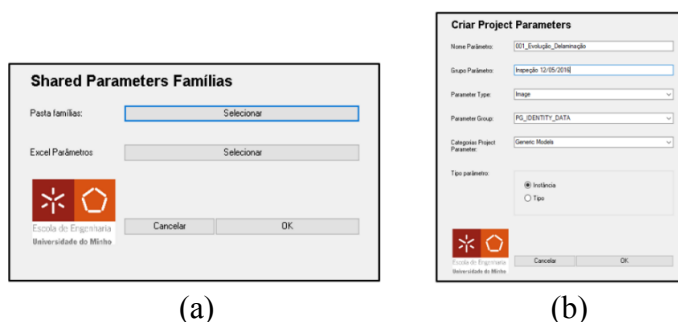 Shared Parameters Famílias
Pasta famílias:
Selecionar
Excel Parâmetros
Selecionar
Escola de Engenharia
Universidade do Minho
Cancelar
OK
(a)
Criar Project Parameters
Nome Parâmetro:
001_Evolução_Delaminação
Grupo Parâmetro:
Inspeção 12/05/2016
Parameter Type:
Image
Parameter Group:
PG_IDENTITY_DATA
Categorias Project
Parameter:
Generic Models
Tipo parâmetro:
Instância
Tipo
Escola de Engenharia
Universidade do Minho
Cancelar
OK
(b)